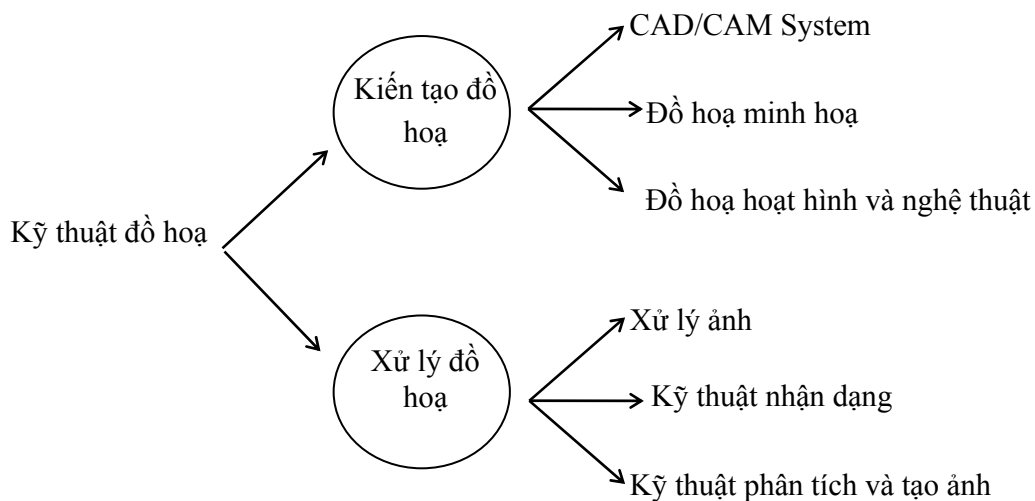 CAD/CAM System
Kiến tạo đồ
hoạ
Đồ hoạ minh hoạ
Đồ hoạ hoạt hình và nghệ thuật
Kỹ thuật đồ hoạ
Xử lý ảnh
Xử lý đồ
hoạ
Kỹ thuật nhận dạng
Kỹ thuật phân tích và tạo ảnh